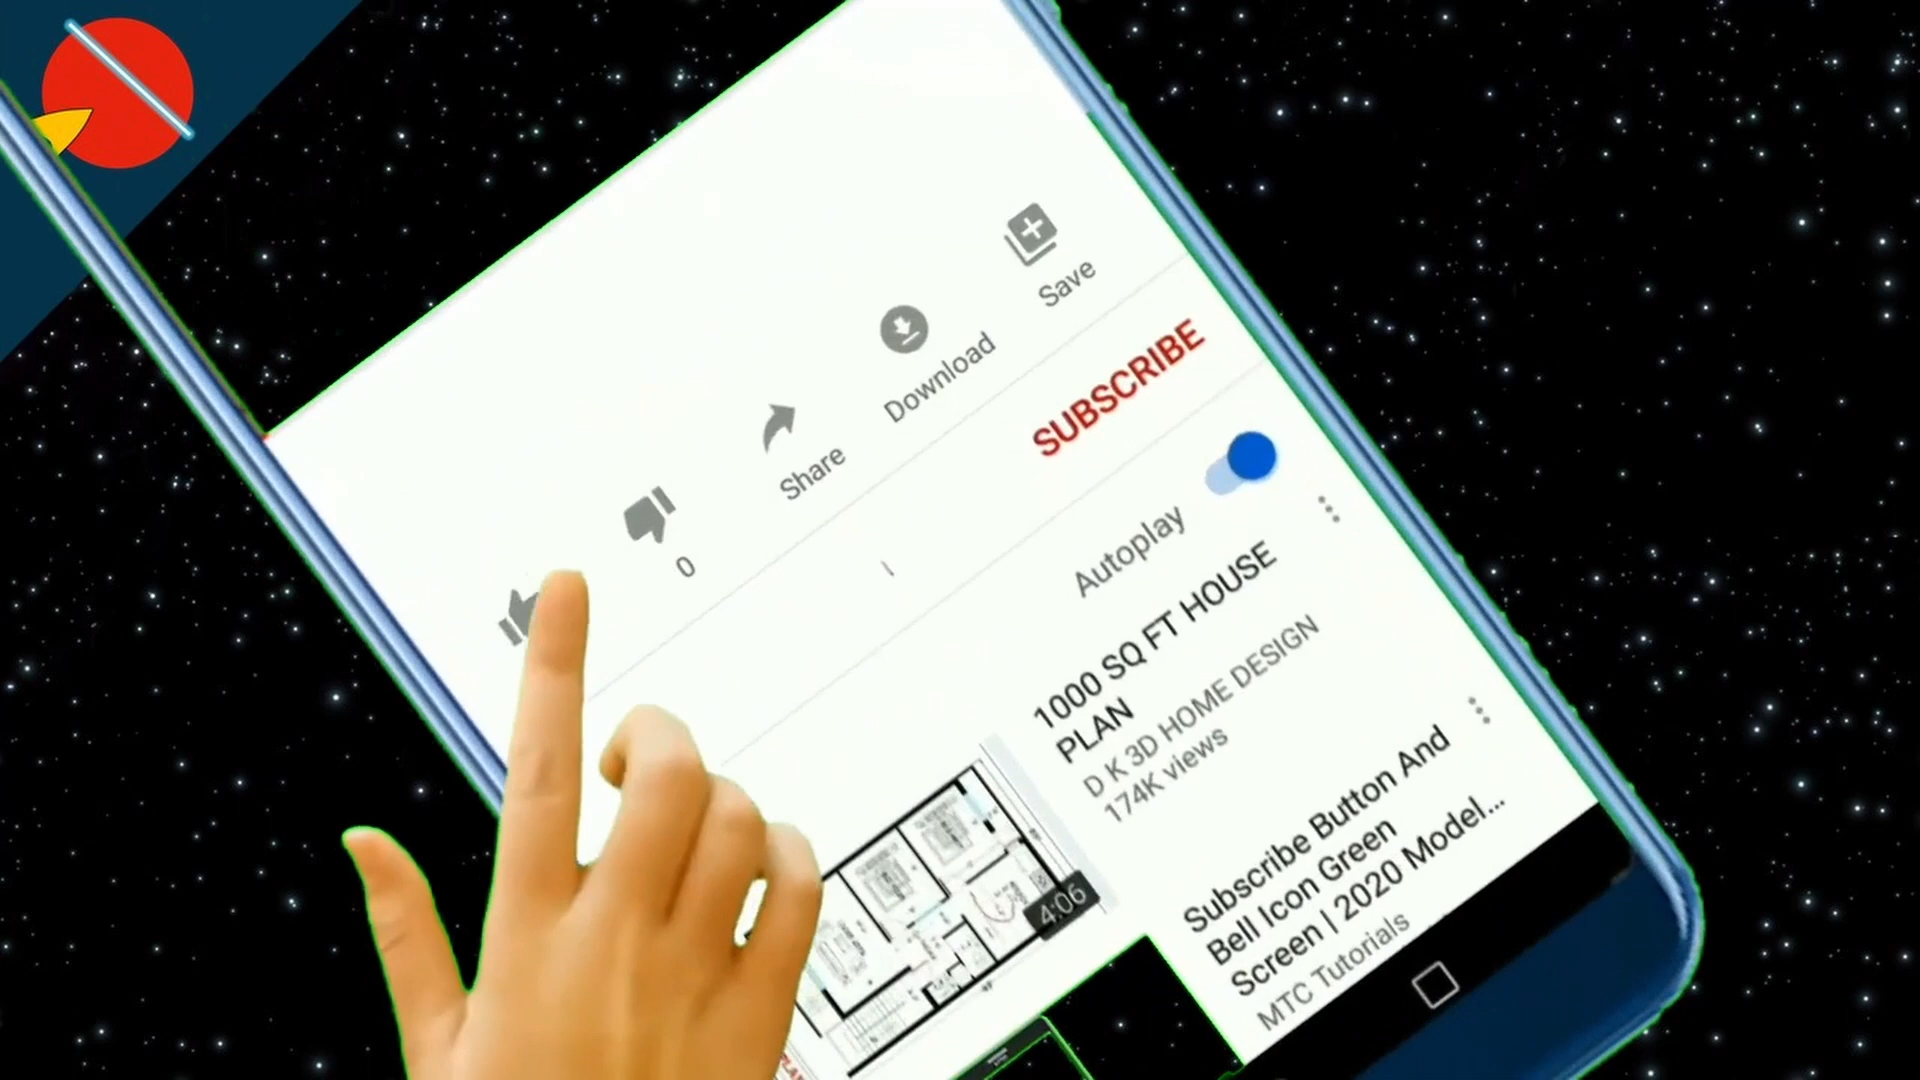 Save
Download
Share
0
SUBSCRIBE
Autoplay
1000 SQ FT HOUSE
PLAN
D K 3D HOME DESIGN
174K views
4:06
Subscribe Button And
Bell Icon Green
Screen | 2020 Model...
MTC Tutorials